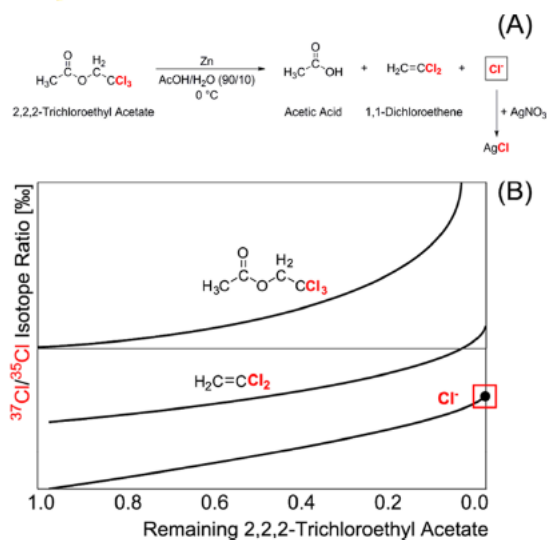 (A)
O
H₂
C
H₃C
O
CCl₃
Zn
AcOH/H₂O (90/10)
0 °C
O
H₃C
OH
+
H₂C=CCl₂
+
Cl⁻
2,2,2-Trichloroethyl Acetate
Acetic Acid
1,1-Dichloroethene
+ AgNO₃
AgCl
(B)
³⁷Cl/³⁵Cl Isotope Ratio [‰]
O
H₂
C
H₃C
O
CCl₃
H₂C=CCl₂
Cl⁻
1.0
0.8
0.6
0.4
0.2
0.0
Remaining 2,2,2-Trichloroethyl Acetate